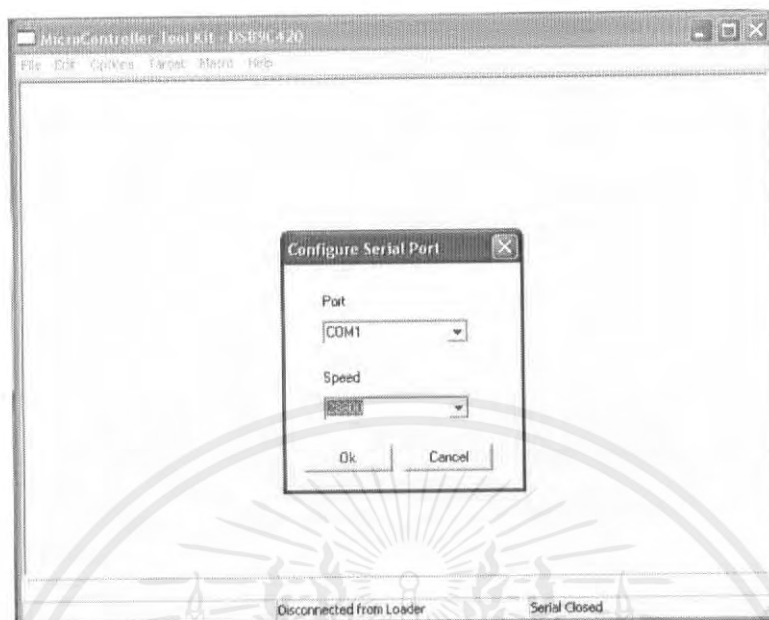 MicroController Tool Kit - DS89C420
File Edit Options Target Macro Help
Configure Serial Port
Port
COM1
Speed
Ok Cancel
Disconnected from Loader Serial Closed